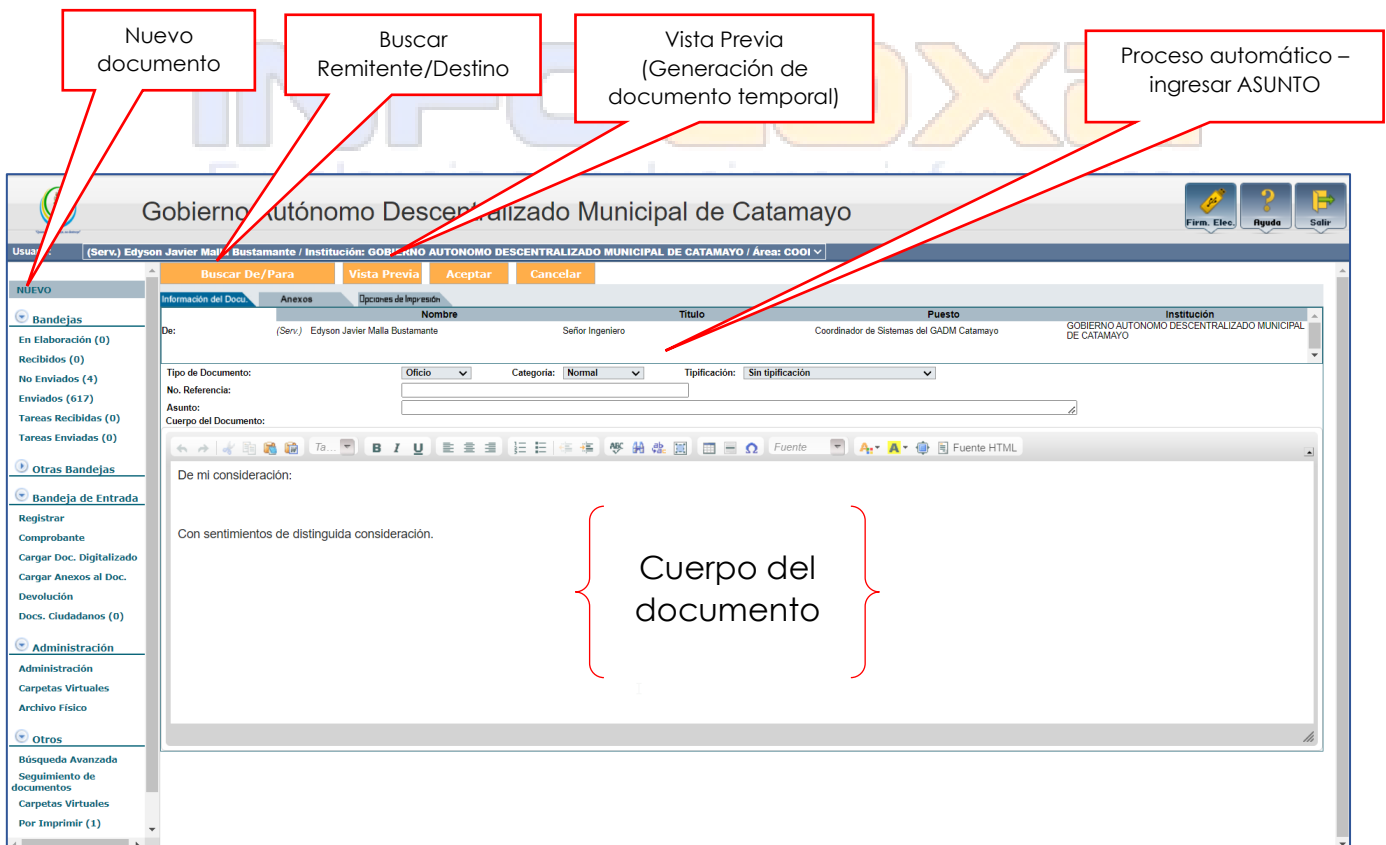 Nuevo
documento
Buscar
Remitente/Destino
Vista Previa
(Generación de
documento temporal)
Proceso automático –
ingresar ASUNTO
Gobierno Autónomo Descentralizado Municipal de Catamayo
Firm. Elec.
Ayuda
Salir
(Serv.) Edyson Javier Malla Bustamante / Institución: GOBIERNO AUTONOMO DESCENTRALIZADO MUNICIPAL DE CATAMAYO / Área: COOI
Buscar De/Para
Vista Previa
Aceptar
Cancelar
NUEVO
Bandejas
En Elaboración (0)
Recibidos (0)
No Enviados (4)
Enviados (617)
Tareas Recibidas (0)
Tareas Enviadas (0)
Otras Bandejas
Bandeja de Entrada
Registrar
Comprobante
Cargar Doc. Digitalizado
Cargar Anexos al Doc.
Devolución
Docs. Ciudadanos (0)
Administración
Administración
Carpetas Virtuales
Archivo Físico
Otros
Búsqueda Avanzada
Seguimiento de
documentos
Carpetas Virtuales
Por Imprimir (1)
Información del Docu.
Anexos
Opciones de Impresión
Nombre
Titulo
Puesto
Institución
De:
(Serv.) Edyson Javier Malla Bustamante
Señor Ingeniero
Coordinador de Sistemas del GADM Catamayo
GOBIERNO AUTONOMO DESCENTRALIZADO MUNICIPAL
DE CATAMAYO
Tipo de Documento: Oficio Categoria: Normal Tipificación: Sin tipificación
No. Referencia:
Asunto:
Cuerpo del Documento:
Ta... B I U ABC Ω Fuente A A Fuente HTML
De mi consideración:
Con sentimientos de distinguida consideración.
Cuerpo del
documento